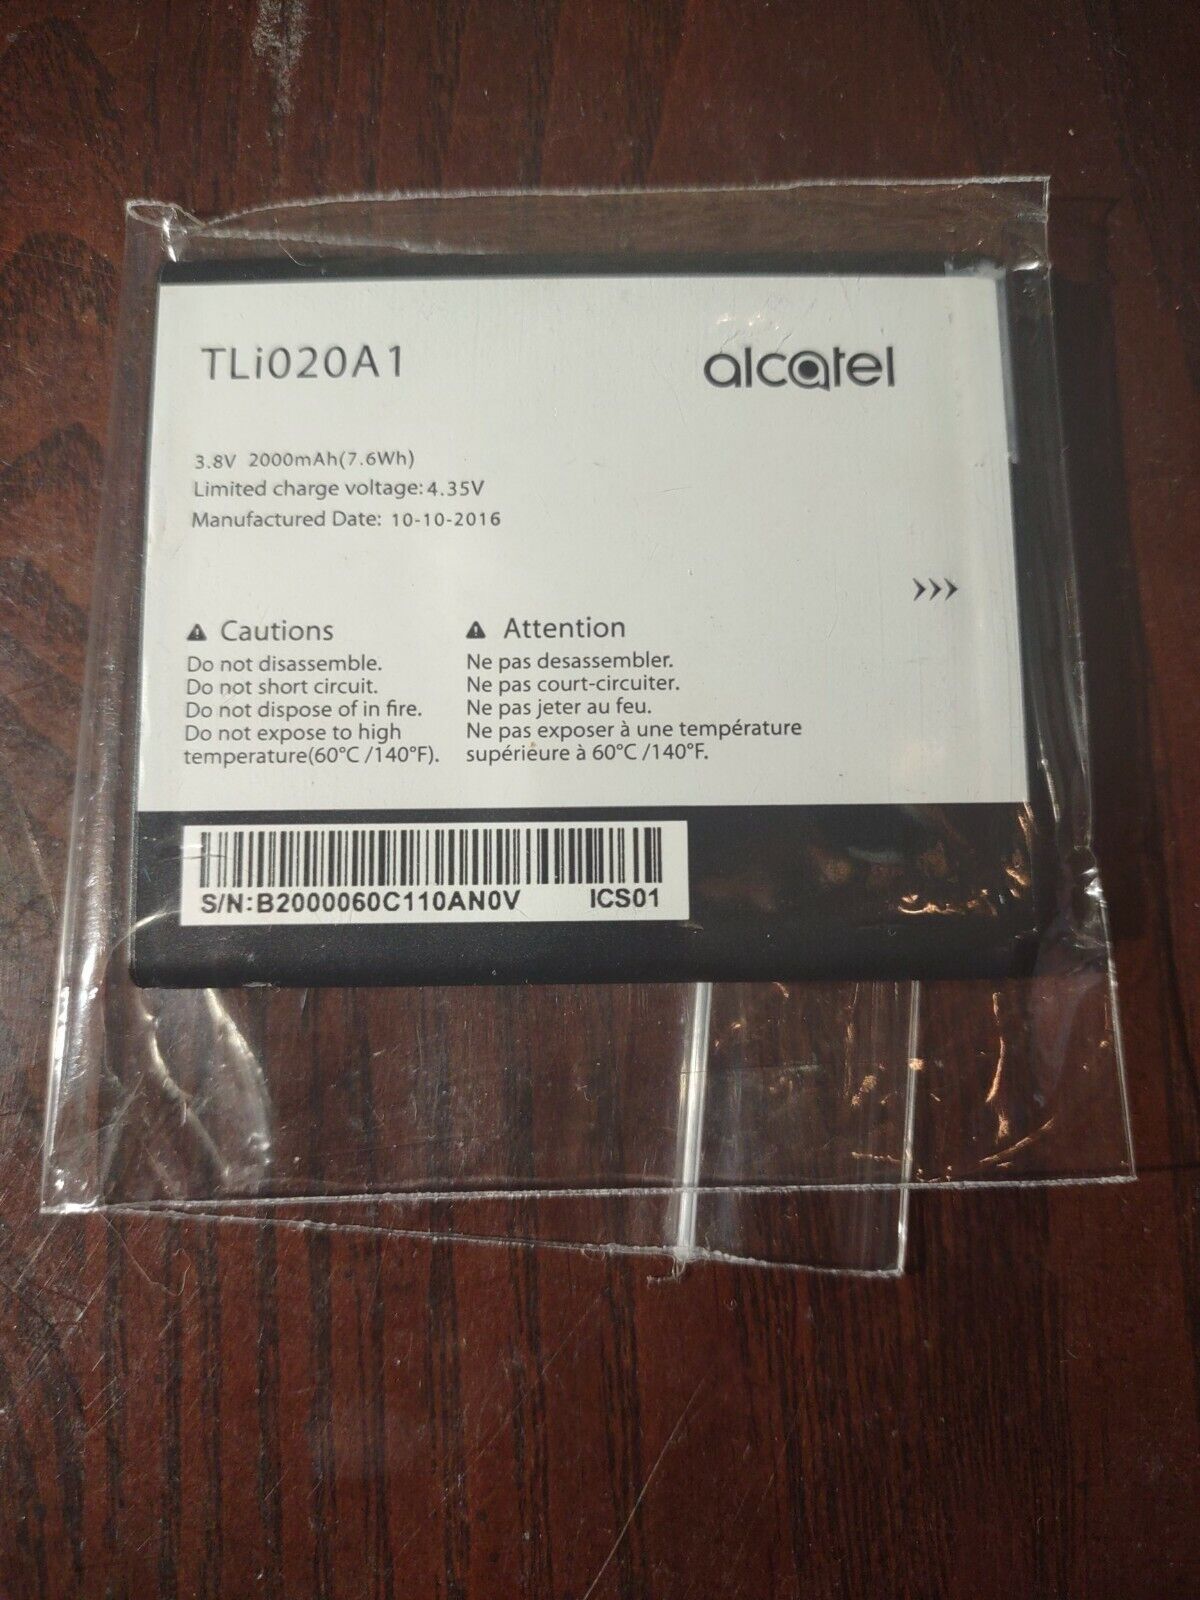 TLi020A1
alcatel
3.8V 2000mAh(7.6Wh)
Limited charge voltage: 4.35V
Manufactured Date: 10-10-2016
>>>
⚠ Cautions
Do not disassemble.
Do not short circuit.
Do not dispose of in fire.
Do not expose to high
temperature(60°C /140°F).
⚠ Attention
Ne pas desassembler.
Ne pas court-circuiter.
Ne pas jeter au feu.
Ne pas exposer à une température
supérieure à 60°C /140°F.
S/N:B2000060C110AN0V ICS01